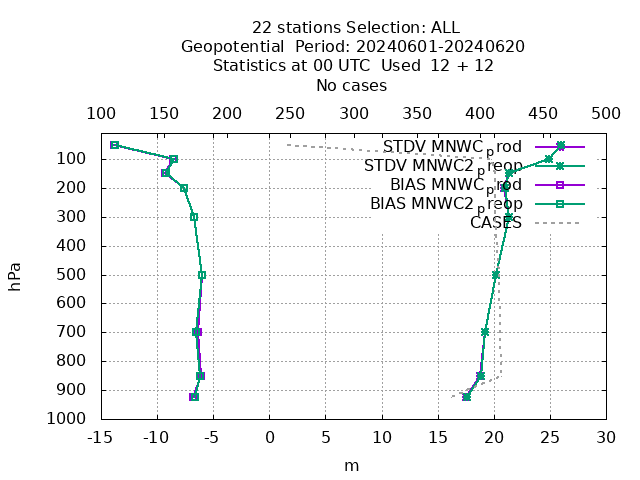 22 stations Selection: ALL
Geopotential  Period: 20240601-20240620
Statistics at 00 UTC  Used  12 + 12
No cases
100 150 200 250 300 350 400 450 500
STDV MNWC_prod
STDV MNWC2_preop
BIAS MNWC_prod
BIAS MNWC2_preop
CASES
hPa
100
200
300
400
500
600
700
800
900
1000
-15 -10 -5 0 5 10 15 20 25 30
m